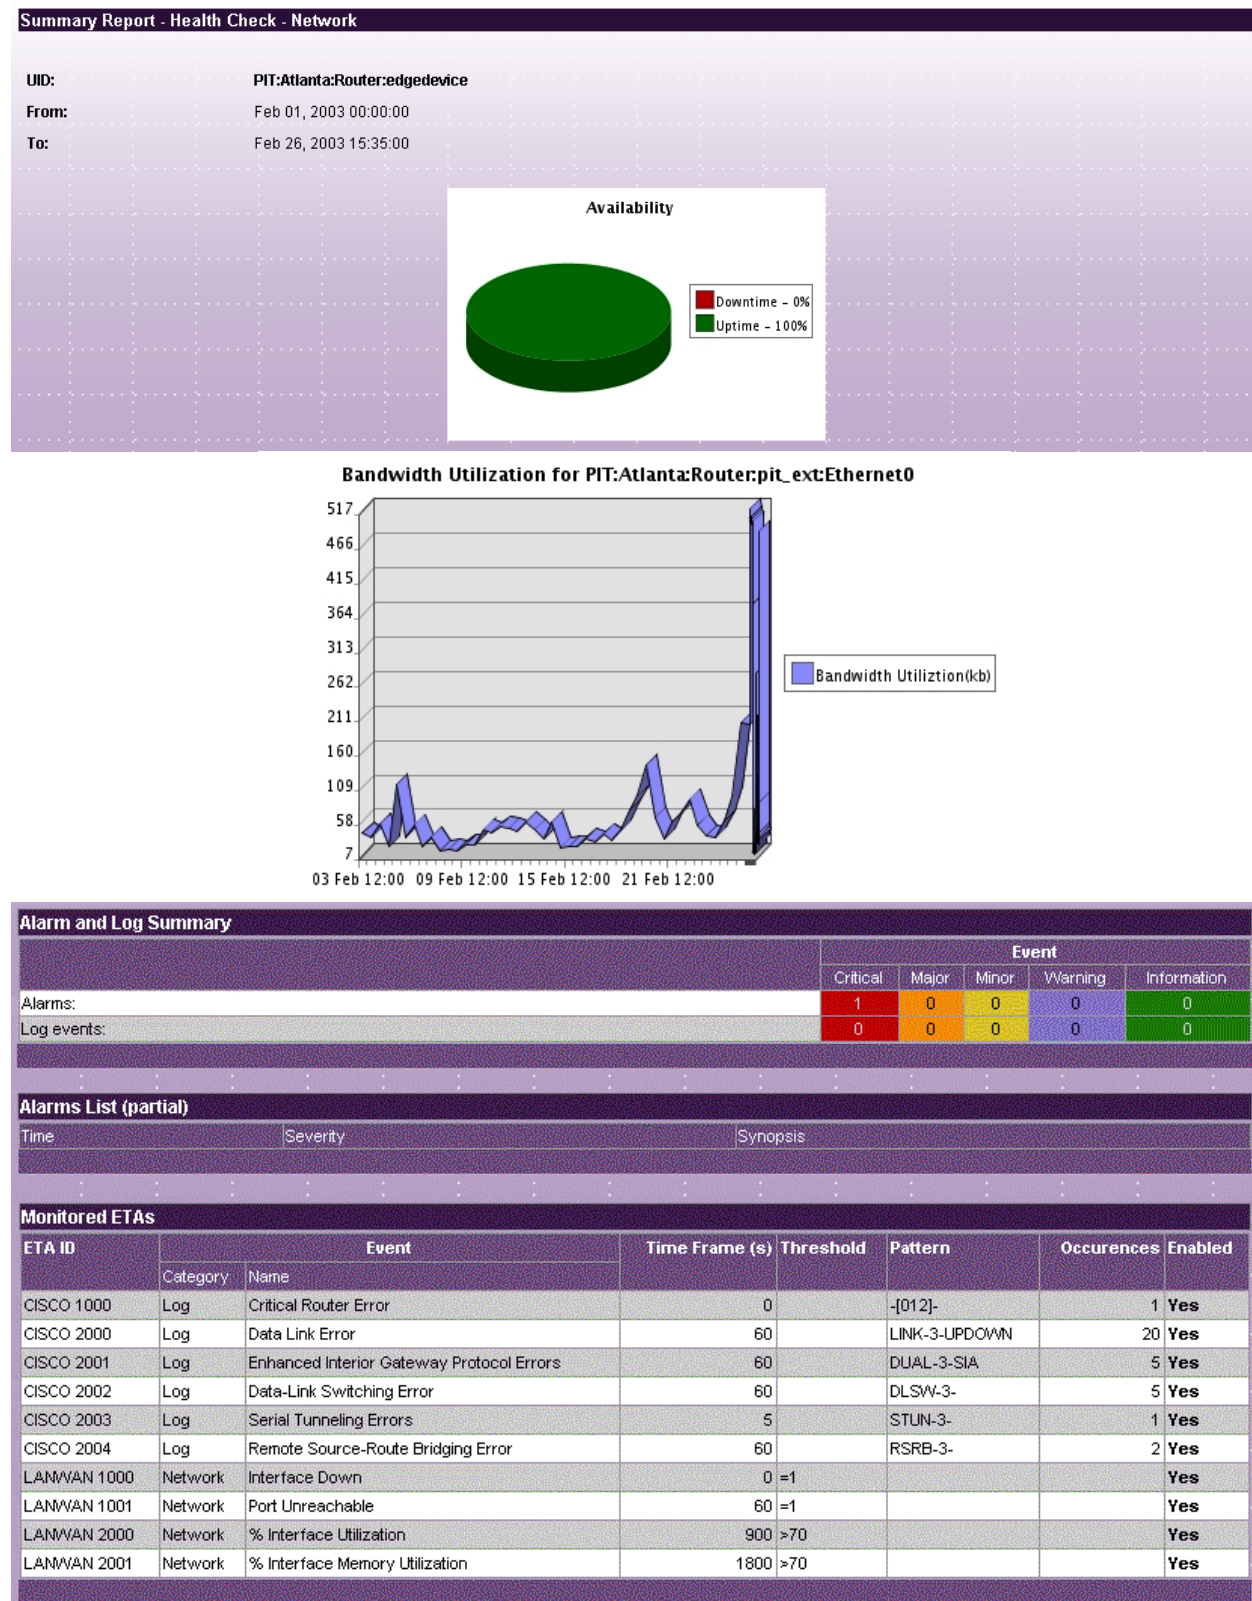 Summary Report - Health Check - Network
UID: PIT:Atlanta:Router:edgedevice
From: Feb 01, 2003 00:00:00
To: Feb 26, 2003 15:35:00
Availability
Downtime - 0%
Uptime - 100%
Bandwidth Utilization for PIT:Atlanta:Router:pit_ext:Ethernet0
517
466
415
364
313
262
211
160
109
58
7
Bandwidth Utiliztion(kb)
03 Feb 12:00 09 Feb 12:00 15 Feb 12:00 21 Feb 12:00
Alarm and Log Summary
Event
Critical Major Minor Warning Information
Alarms: 1 0 0 0 0
Log events: 0 0 0 0 0
Alarms List (partial)
Time Severity Synopsis
Monitored ETAs
ETA ID Event Time Frame (s) Threshold Pattern Occurences Enabled
Category Name
CISCO 1000 Log Critical Router Error 0 -[012]- 1 Yes
CISCO 2000 Log Data Link Error 60 LINK-3-UPDOWN 20 Yes
CISCO 2001 Log Enhanced Interior Gateway Protocol Errors 60 DUAL-3-SIA 5 Yes
CISCO 2002 Log Data-Link Switching Error 60 DLSW-3- 5 Yes
CISCO 2003 Log Serial Tunneling Errors 5 STUN-3- 1 Yes
CISCO 2004 Log Remote Source-Route Bridging Error 60 RSRB-3- 2 Yes
LANWAN 1000 Network Interface Down 0 =1 Yes
LANWAN 1001 Network Port Unreachable 60 =1 Yes
LANWAN 2000 Network % Interface Utilization 900 >70 Yes
LANWAN 2001 Network % Interface Memory Utilization 1800 >70 Yes